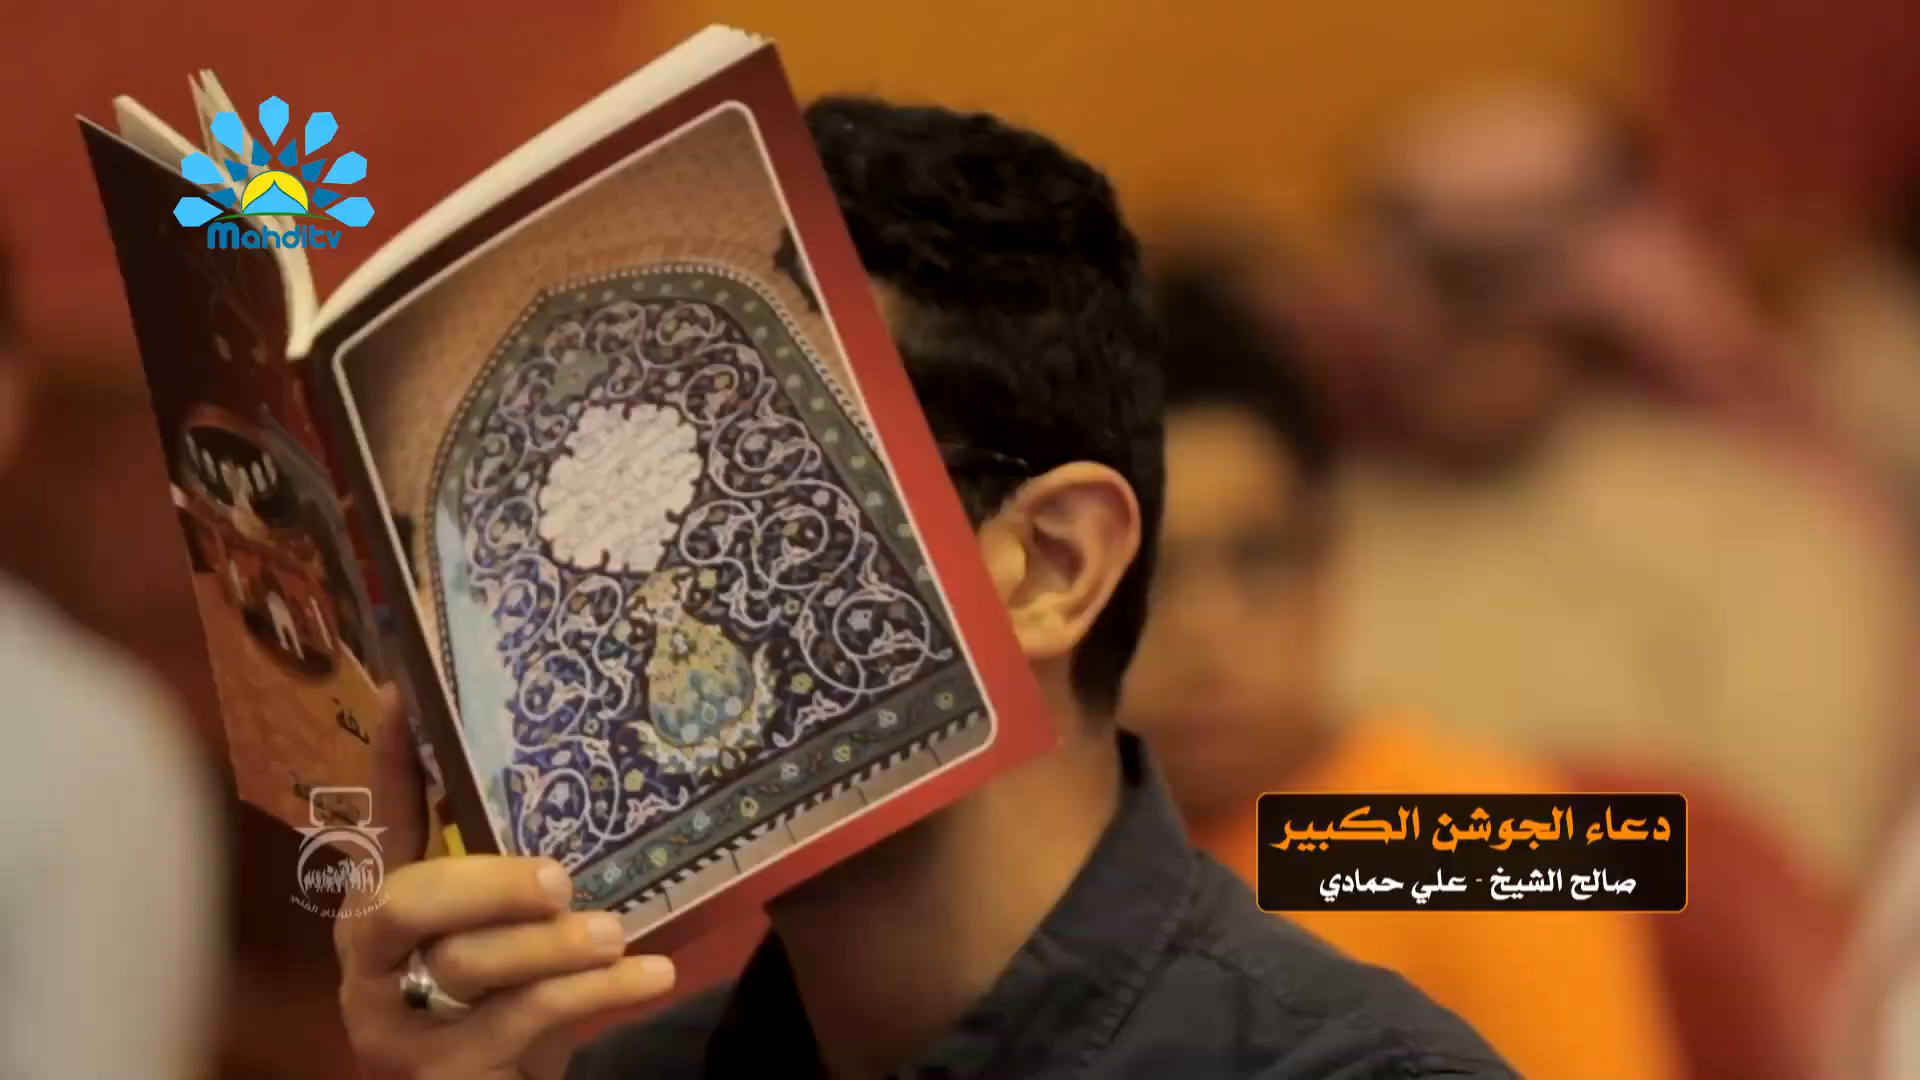 Mahditv
دعاء الجوشن الكبير
صالح الشيخ - علي حمادي